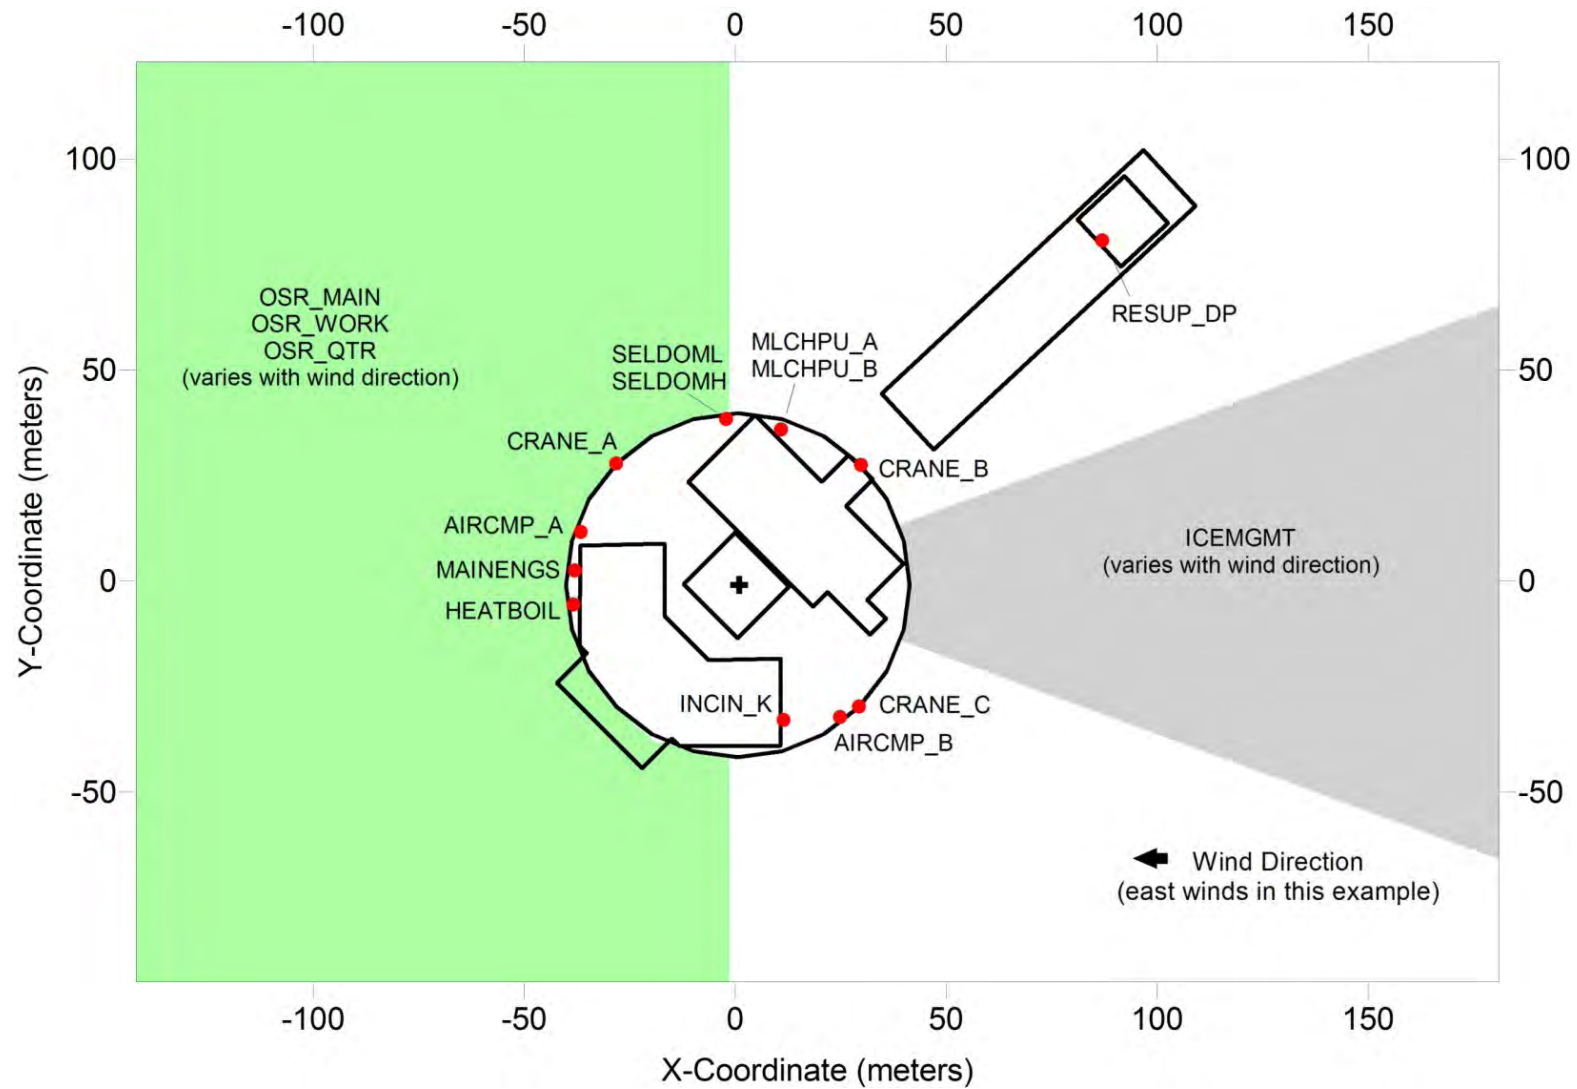 -100 -50 0 50 100 150
100
50
0
-50
Y-Coordinate (meters)
OSR_MAIN
OSR_WORK
OSR_QTR
(varies with wind direction)
SELDOML
SELDOMH
MLCHPU_A
MLCHPU_B
RESUP_DP
CRANE_A
CRANE_B
AIRCMP_A
MAINENGS
HEATBOIL
ICEMGMT
(varies with wind direction)
INCIN_K
CRANE_C
AIRCMP_B
Wind Direction
(east winds in this example)
100
50
0
-50
-100 -50 0 50 100 150
X-Coordinate (meters)